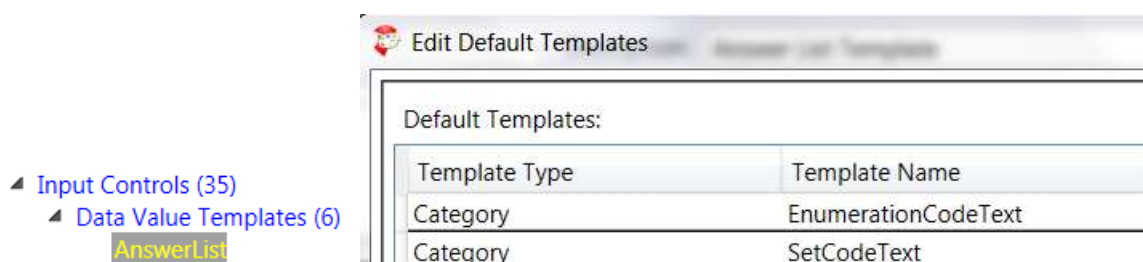 Edit Default Templates
Default Templates:
Template Type Template Name
Category EnumerationCodeText
Category SetCodeText
Input Controls (35)
Data Value Templates (6)
AnswerList